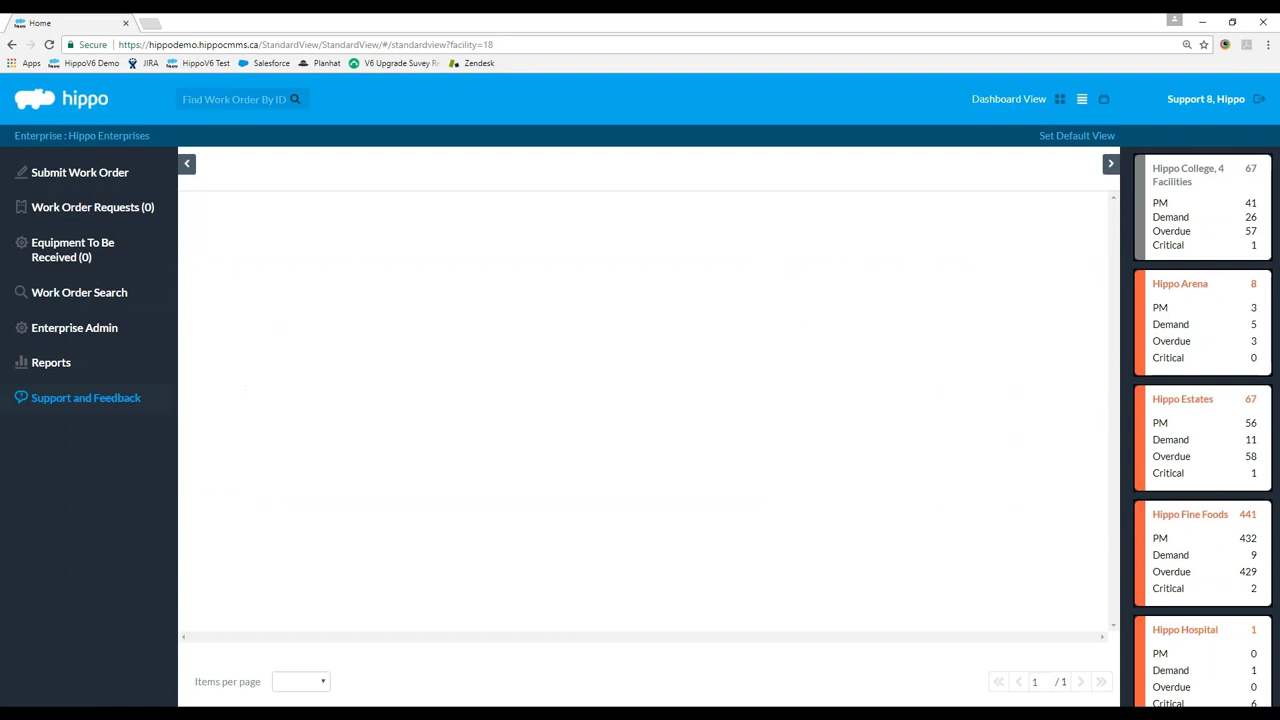 Home
Secure https://hippodemo.hippocmms.ca/StandardView/StandardView/#/standardview?facility=18
Apps HippoV6 Demo JIRA HippoV6 Test Salesforce Planhat V6 Upgrade Suvey Re Zendesk
hippo Find Work Order By ID Dashboard View Support 8, Hippo
Enterprise : Hippo Enterprises Set Default View
Submit Work Order
Work Order Requests (0)
Equipment To Be
Received (0)
Work Order Search
Enterprise Admin
Reports
Support and Feedback
Hippo College, 4 67
Facilities
PM 41
Demand 26
Overdue 57
Critical 1
Hippo Arena 8
PM 3
Demand 5
Overdue 3
Critical 0
Hippo Estates 67
PM 56
Demand 11
Overdue 58
Critical 1
Hippo Fine Foods 441
PM 432
Demand 9
Overdue 429
Critical 2
Hippo Hospital 1
PM 0
Demand 1
Overdue 0
Critical 6
Items per page 1 / 1